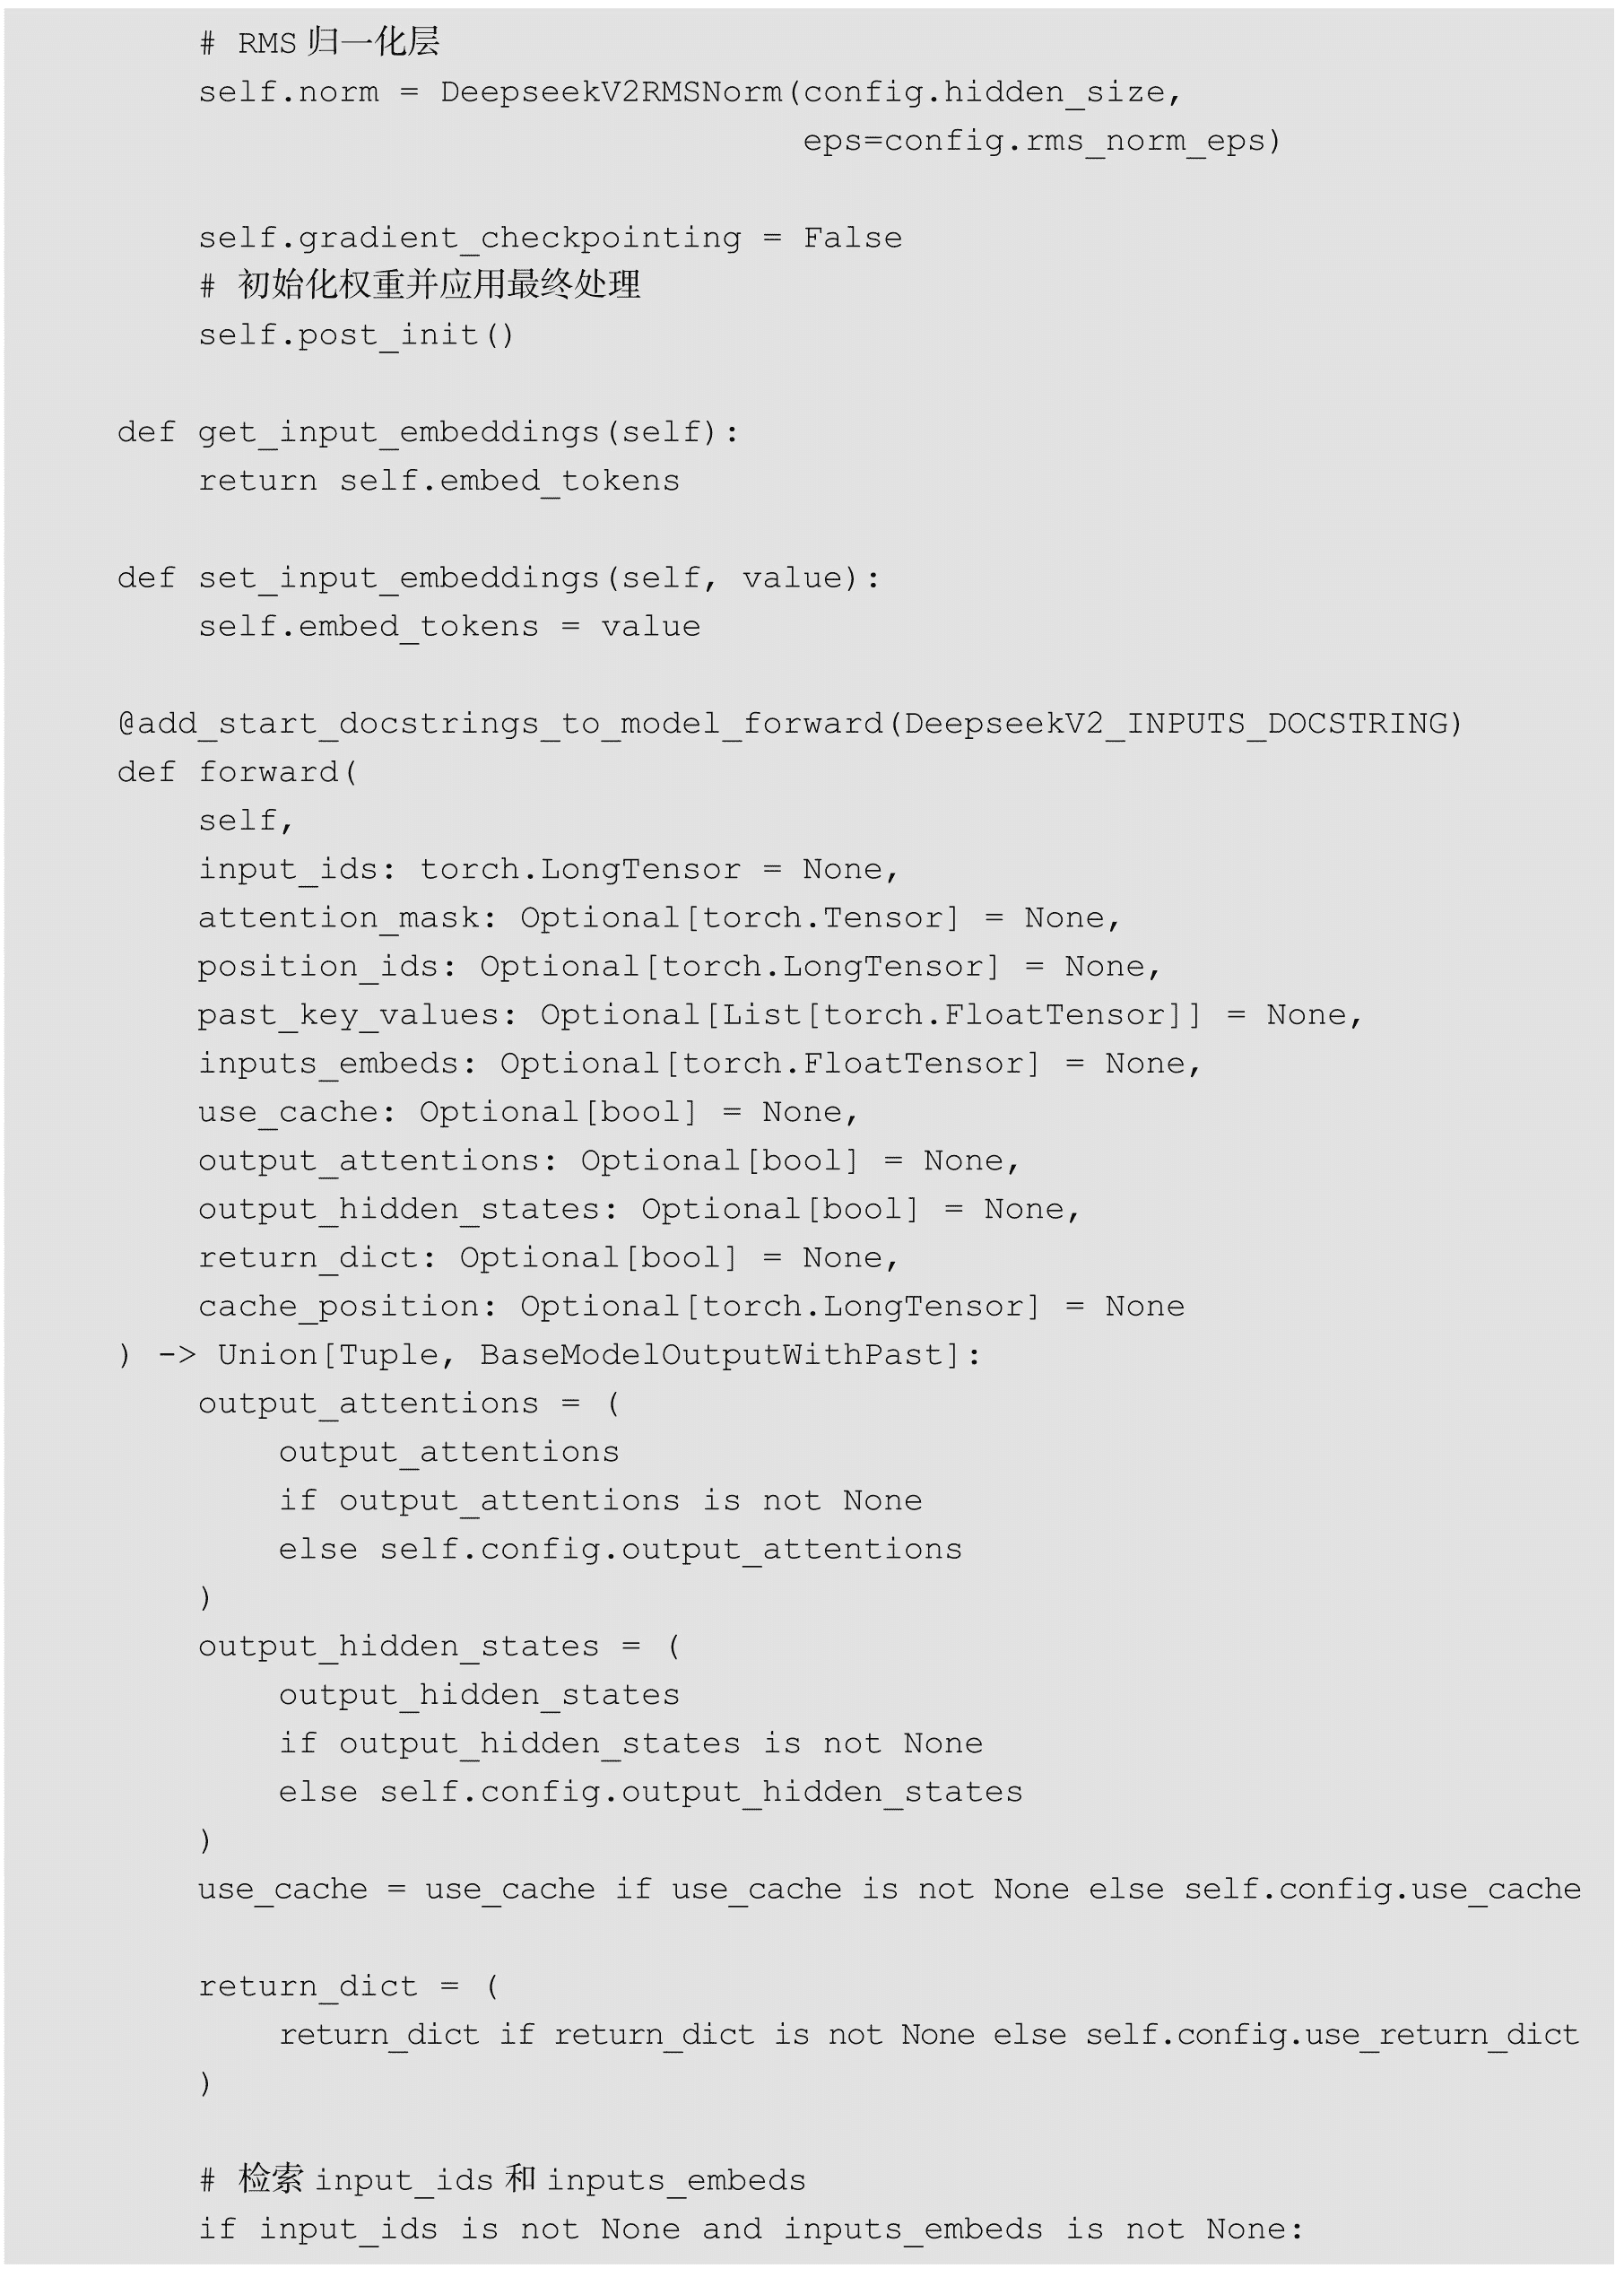 # RMS 归一化层
        self.norm = DeepseekV2RMSNorm(config.hidden_size,
                                      eps=config.rms_norm_eps)

        self.gradient_checkpointing = False
        # 初始化权重并应用最终处理
        self.post_init()

    def get_input_embeddings(self):
        return self.embed_tokens

    def set_input_embeddings(self, value):
        self.embed_tokens = value

    @add_start_docstrings_to_model_forward(DeepseekV2_INPUTS_DOCSTRING)
    def forward(
        self,
        input_ids: torch.LongTensor = None,
        attention_mask: Optional[torch.Tensor] = None,
        position_ids: Optional[torch.LongTensor] = None,
        past_key_values: Optional[List[torch.FloatTensor]] = None,
        inputs_embeds: Optional[torch.FloatTensor] = None,
        use_cache: Optional[bool] = None,
        output_attentions: Optional[bool] = None,
        output_hidden_states: Optional[bool] = None,
        return_dict: Optional[bool] = None,
        cache_position: Optional[torch.LongTensor] = None
    ) -> Union[Tuple, BaseModelOutputWithPast]:
        output_attentions = (
            output_attentions
            if output_attentions is not None
            else self.config.output_attentions
        )
        output_hidden_states = (
            output_hidden_states
            if output_hidden_states is not None
            else self.config.output_hidden_states
        )
        use_cache = use_cache if use_cache is not None else self.config.use_cache

        return_dict = (
            return_dict if return_dict is not None else self.config.use_return_dict
        )

        # 检索 input_ids 和 inputs_embeds
        if input_ids is not None and inputs_embeds is not None: